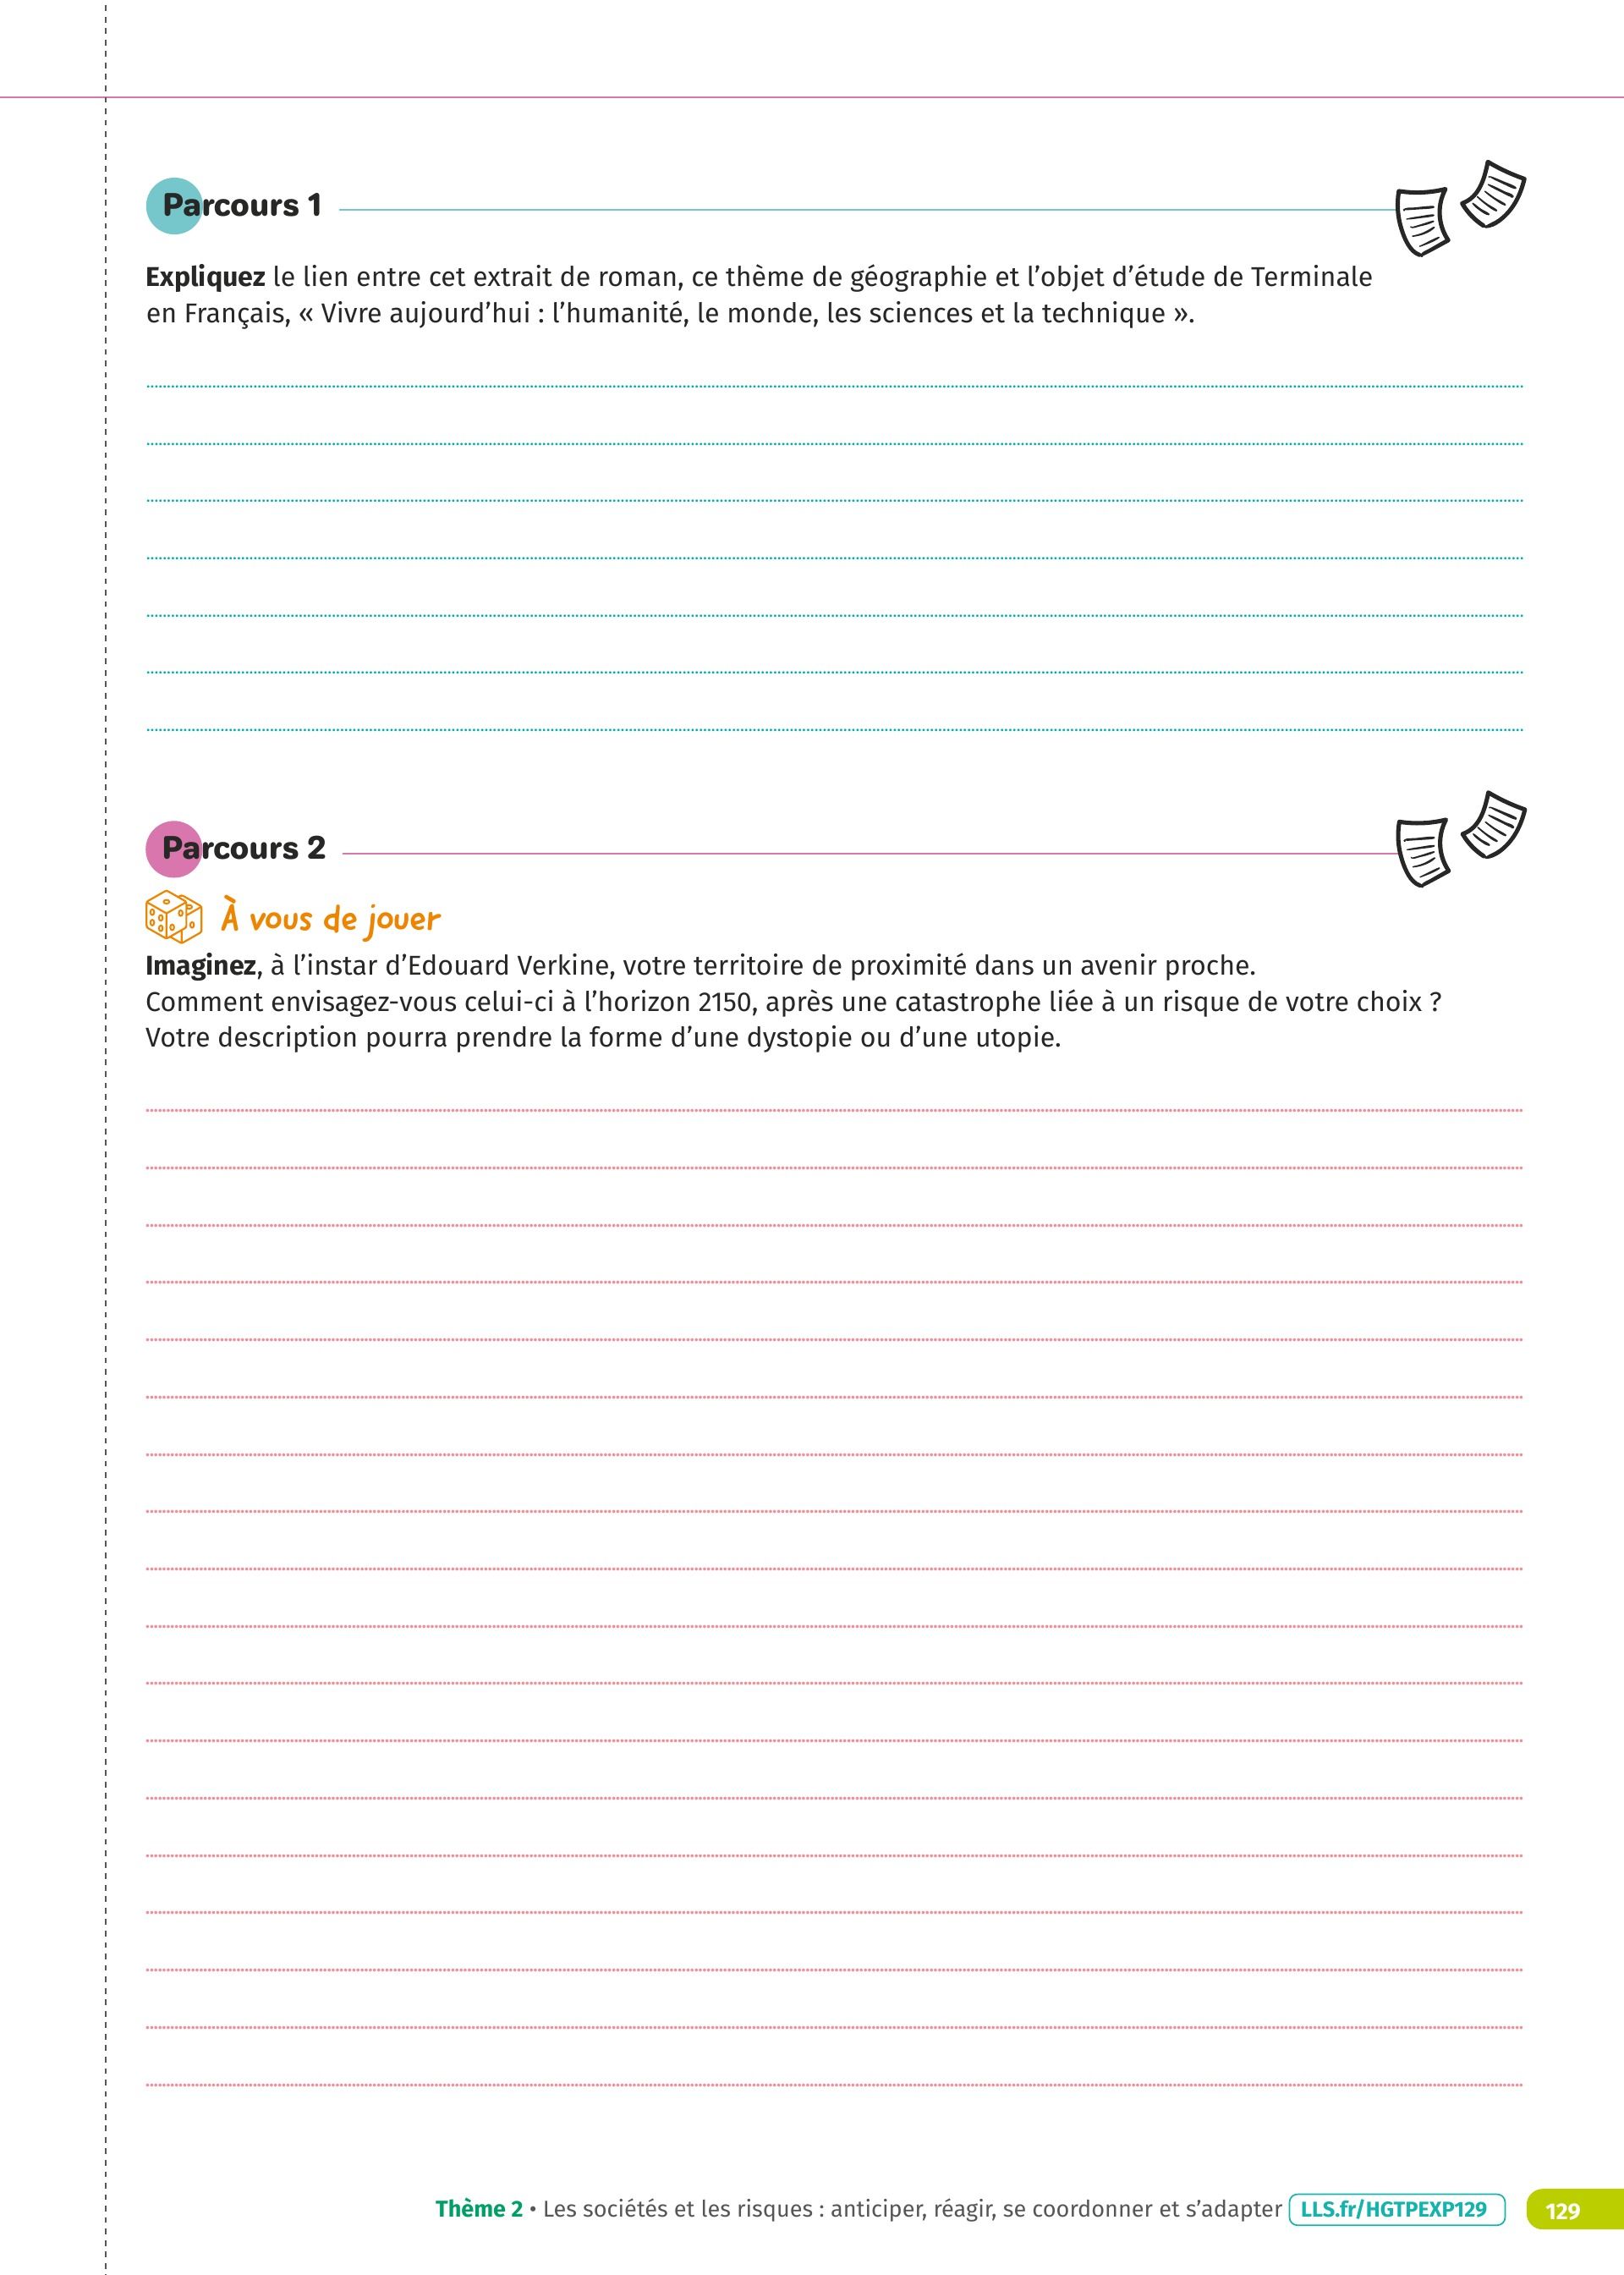 Parcours 1
Expliquez le lien entre cet extrait de roman, ce thème de géographie et l’objet d’étude de Terminale
en Français, « Vivre aujourd’hui : l’humanité, le monde, les sciences et la technique ».
Parcours 2
À vous de jouer
Imaginez, à l’instar d’Edouard Verkine, votre territoire de proximité dans un avenir proche.
Comment envisagez-vous celui-ci à l’horizon 2150, après une catastrophe liée à un risque de votre choix ?
Votre description pourra prendre la forme d’une dystopie ou d’une utopie.
Thème 2 • Les sociétés et les risques : anticiper, réagir, se coordonner et s’adapter LLS.fr/HGTPEXP129 129